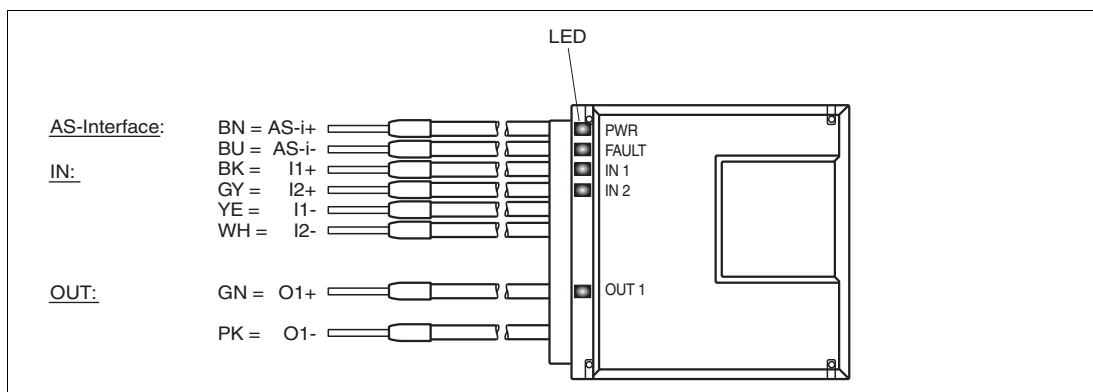 LED
AS-Interface: BN = AS-i+ PWR
BU = AS-i- FAULT
IN: BK = I1+ IN 1
GY = I2+ IN 2
YE = I1-
WH = I2-
OUT: GN = O1+ OUT 1
PK = O1-